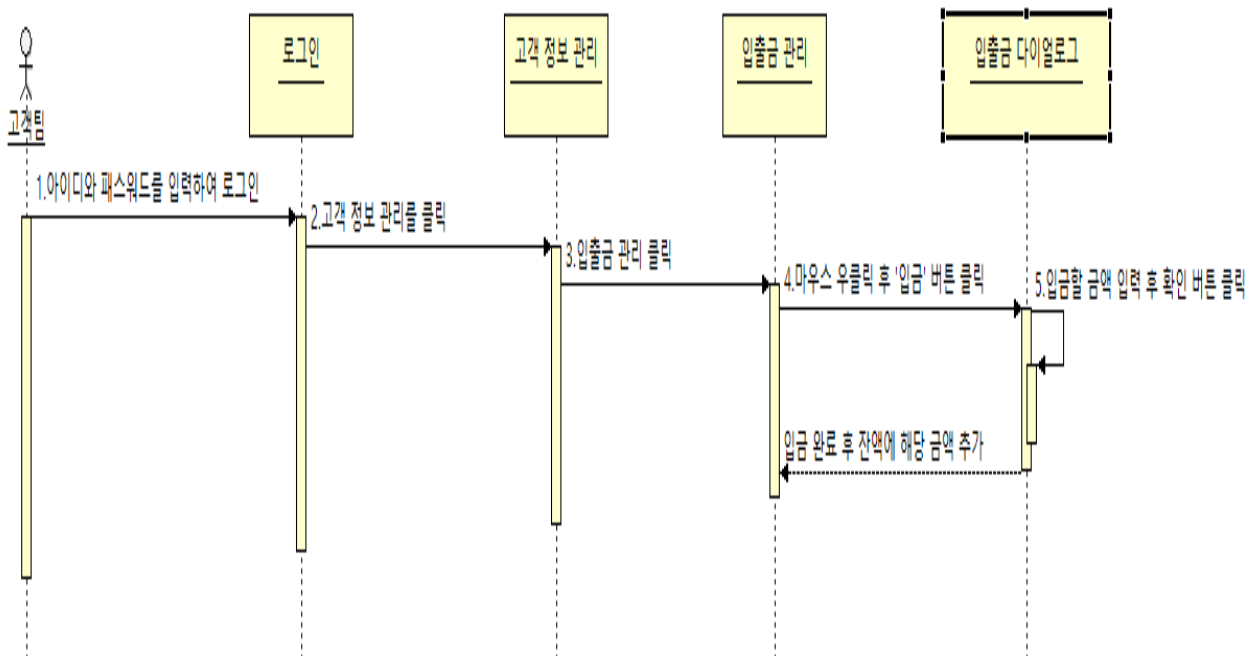 로그인
고객 정보 관리
입출금 관리
입출금 다이얼로그
고객팀
1.아이디와 패스워드를 입력하여 로그인
2.고객 정보 관리를 클릭
3.입출금 관리 클릭
4.마우스 우클릭 후 '입금' 버튼 클릭
5.입금할 금액 입력 후 확인 버튼 클릭
입금 완료 후 잔액에 해당 금액 추가